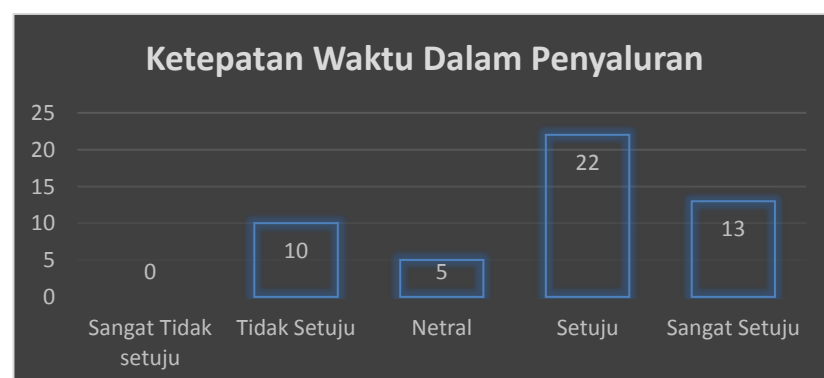 Ketepatan Waktu Dalam Penyaluran
25
20
15
10
5
0
0
10
5
22
13
Sangat Tidak
setuju
Tidak Setuju
Netral
Setuju
Sangat Setuju